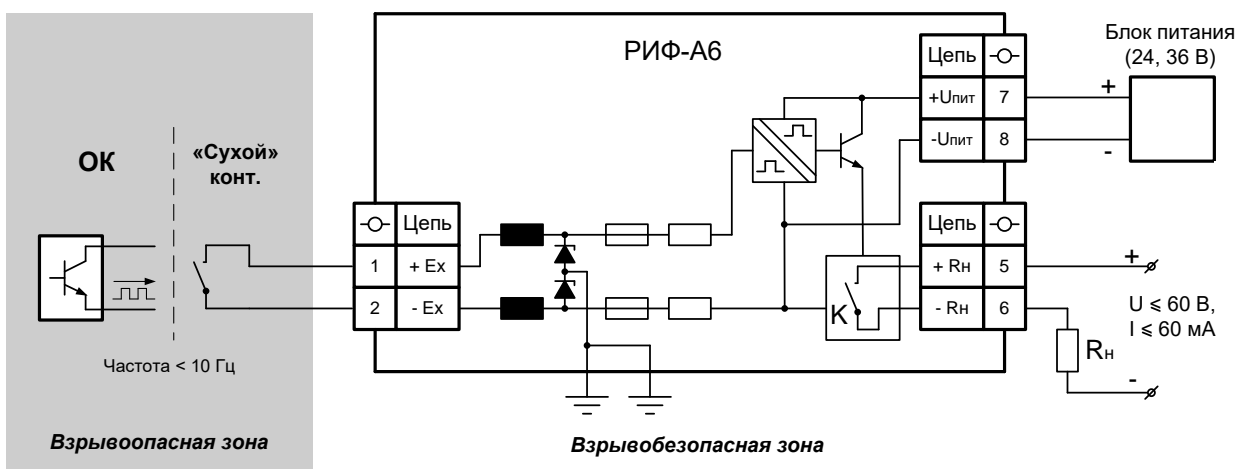 РИФ-А6
Блок питания
(24, 36 В)
Цепь
+Uпит 7
-Uпит 8
+
-
ОК
«Сухой»
конт.
Цепь
1 + Ex
2 - Ex
Частота < 10 Гц
Цепь
+ Rн 5
- Rн 6
K
+
U ⩽ 60 В,
I ⩽ 60 мА
Rн
-
Взрывоопасная зона
Взрывобезопасная зона